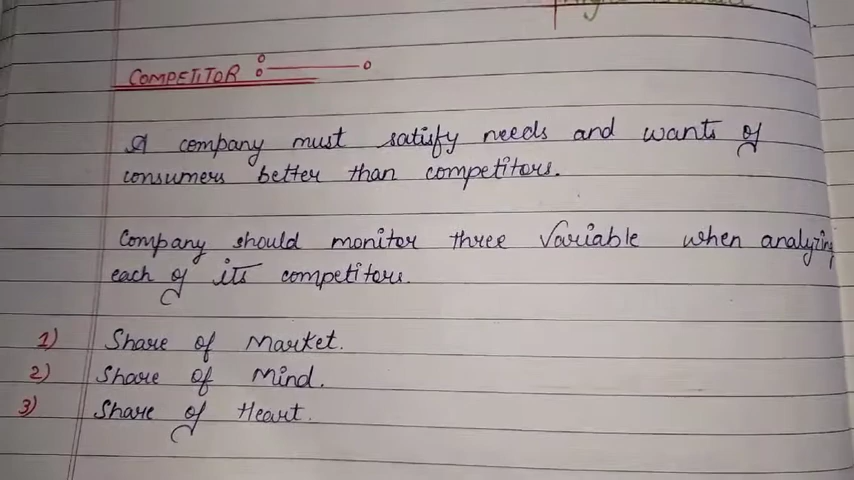 COMPETITOR
A company must satisfy needs and wants of
consumers better than competitors.
Company should monitor three Variable when analyzing
each of its competitors.
1) Share of Market.
2) Share of Mind.
3) Share of Heart.